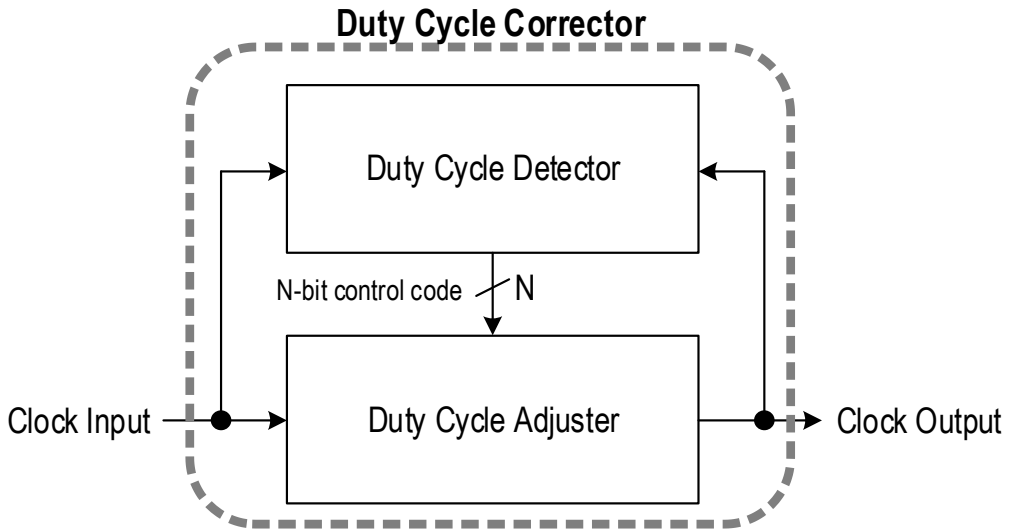 Duty Cycle Corrector
Duty Cycle Detector
N-bit control code N
Clock Input
Duty Cycle Adjuster
Clock Output